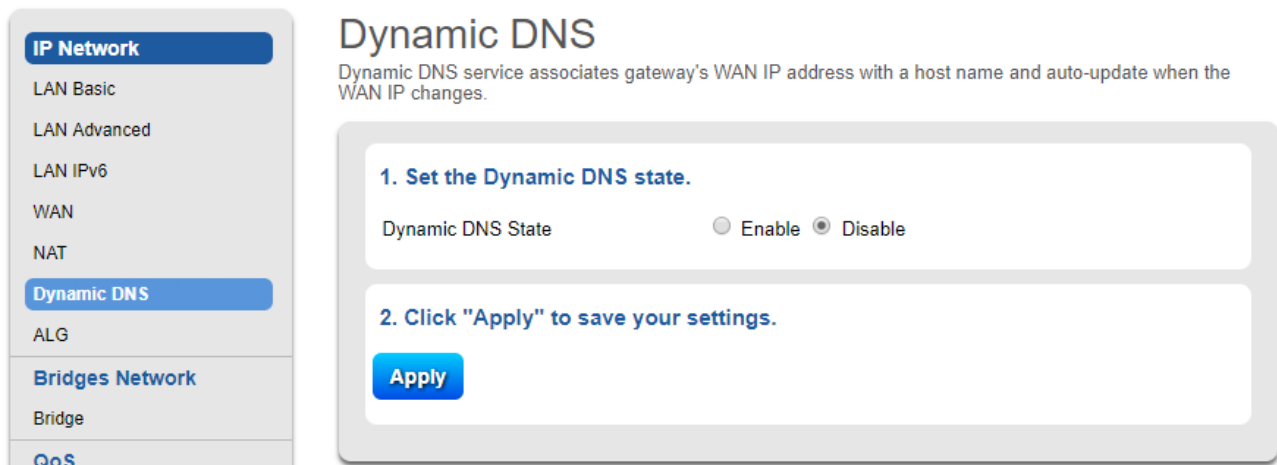 IP Network
LAN Basic
LAN Advanced
LAN IPv6
WAN
NAT
Dynamic DNS
ALG
Bridges Network
Bridge
QoS
Dynamic DNS
Dynamic DNS service associates gateway's WAN IP address with a host name and auto-update when the
WAN IP changes.
1. Set the Dynamic DNS state.
Dynamic DNS State Enable Disable
2. Click "Apply" to save your settings.
Apply